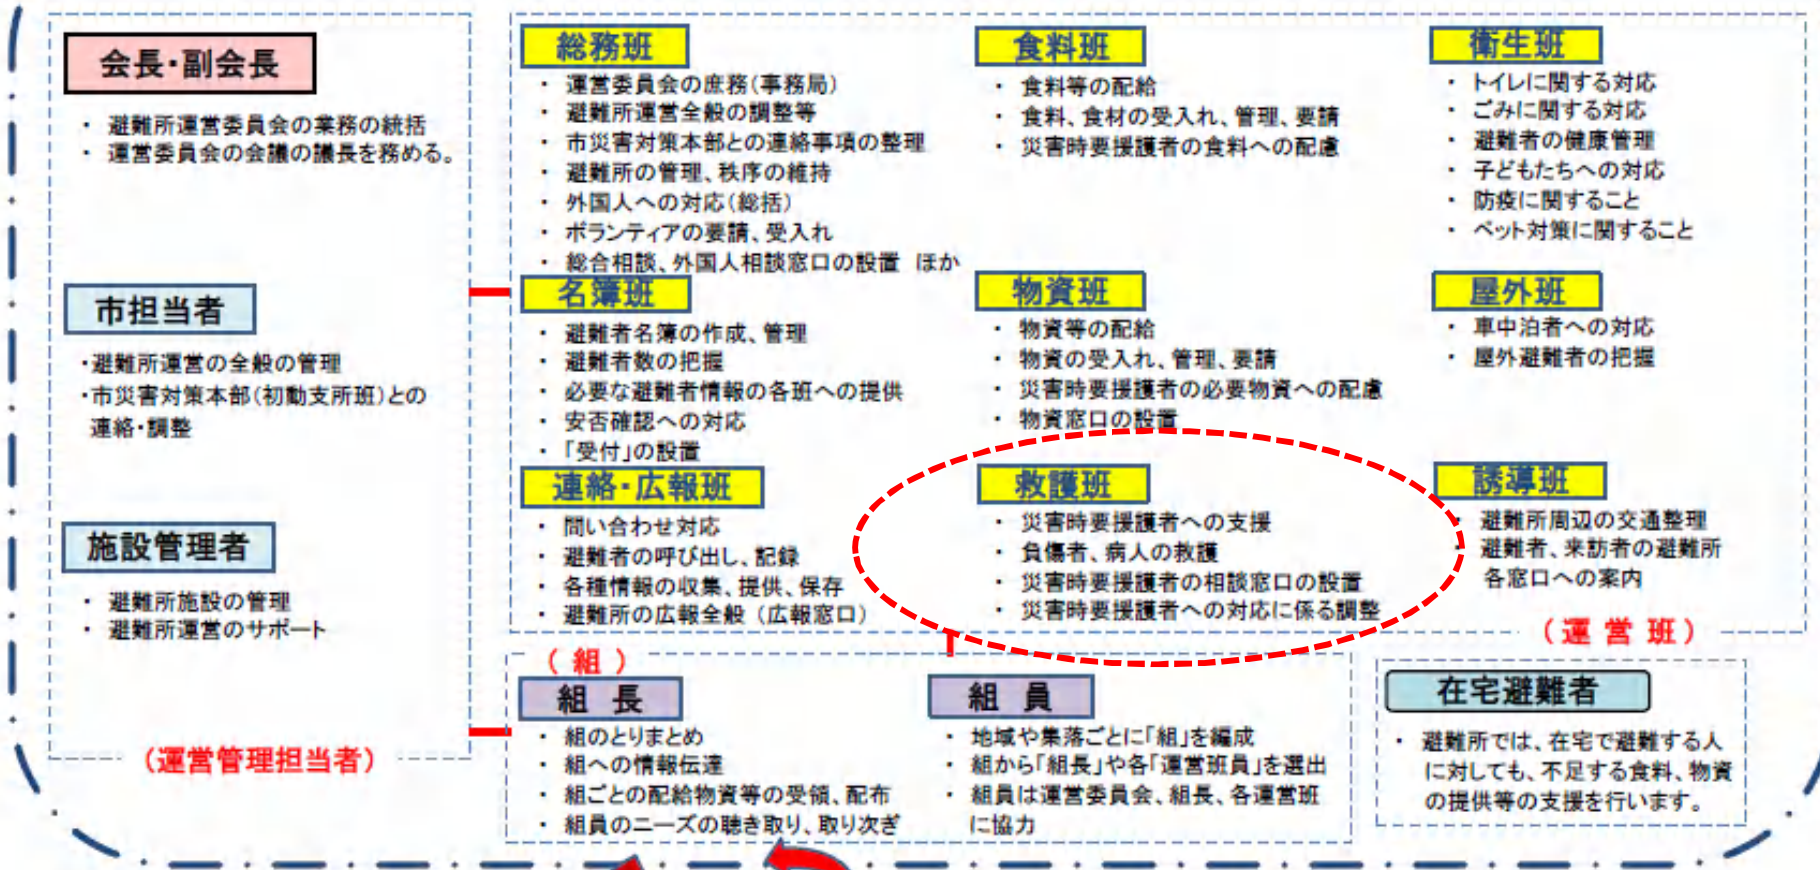 会長・副会長
・ 避難所運営委員会の業務の統括
・ 運営委員会の会議の議長を務める。
市担当者
・避難所運営の全般の管理
・市災害対策本部(初動支所班)との
連絡・調整
施設管理者
・ 避難所施設の管理
・ 避難所運営のサポート
(運営管理担当者)
総務班
・ 運営委員会の庶務(事務局)
・ 避難所運営全般の調整等
・ 市災害対策本部との連絡事項の整理
・ 避難所の管理、秩序の維持
・ 外国人への対応(総括)
・ ボランティアの要請、受入れ
・ 総合相談、外国人相談窓口の設置 ほか
食料班
・ 食料等の配給
・ 食料、食材の受入れ、管理、要請
・ 災害時要援護者の食料への配慮
衛生班
・ トイレに関する対応
・ ごみに関する対応
・ 避難者の健康管理
・ 子どもたちへの対応
・ 防疫に関すること
・ ペット対策に関すること
名簿班
・ 避難者名簿の作成、管理
・ 避難者数の把握
・ 必要な避難者情報の各班への提供
・ 安否確認への対応
・ 「受付」の設置
物資班
・ 物資等の配給
・ 物資の受入れ、管理、要請
・ 災害時要援護者の必要物資への配慮
・ 物資窓口の設置
屋外班
・ 車中泊者への対応
・ 屋外避難者の把握
連絡・広報班
・ 問い合わせ対応
・ 避難者の呼び出し、記録
・ 各種情報の収集、提供、保存
・ 避難所の広報全般 (広報窓口)
救護班
・ 災害時要援護者への支援
・ 負傷者、病人の救護
・ 災害時要援護者の相談窓口の設置
・ 災害時要援護者への対応に係る調整
誘導班
・ 避難所周辺の交通整理
・ 避難者、来訪者の避難所
各窓口への案内
(運営班)
(組)
組 長
・ 組のとりまとめ
・ 組への情報伝達
・ 組ごとの配給物資等の受領、配布
・ 組員のニーズの聴き取り、取り次ぎ
組 員
・ 地域や集落ごとに「組」を編成
・ 組から「組長」や各「運営班員」を選出
・ 組員は運営委員会、組長、各運営班
に協力
在宅避難者
・ 避難所では、在宅で避難する人
に対しても、不足する食料、物資
の提供等の支援を行います。